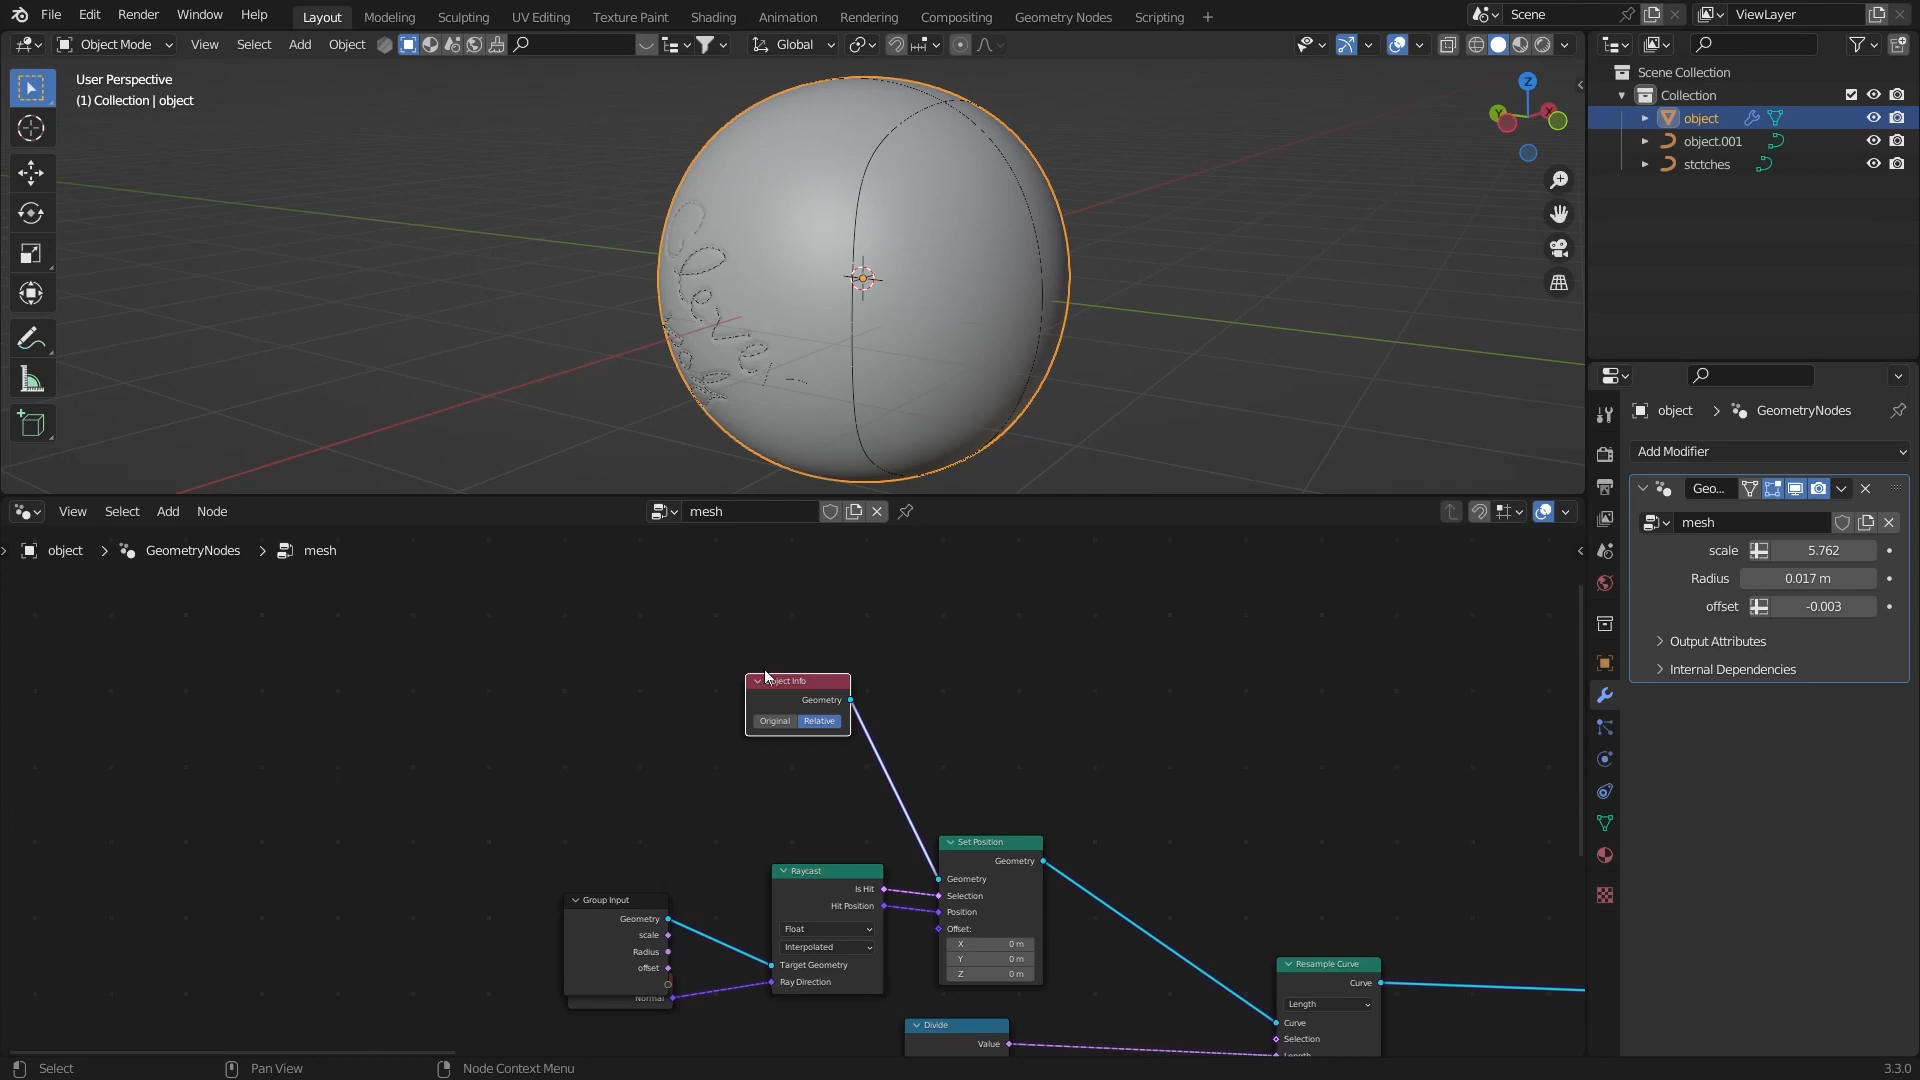 File Edit Render Window Help Layout Modeling Sculpting UV Editing Texture Paint Shading Animation Rendering Compositing Geometry Nodes Scripting + Scene ViewLayer
Object Mode View Select Add Object Global
User Perspective
(1) Collection | object
Z
Scene Collection
Collection
object
object.001
stctches
object > GeometryNodes
Add Modifier
Geo...
mesh
scale 5.762
Radius 0.017 m
offset -0.003
Output Attributes
Internal Dependencies
View Select Add Node mesh
object > GeometryNodes > mesh
Geometry
Original Relative
Set Position
Geometry
Geometry
Selection
Position
Offset:
X 0 m
Y 0 m
Z 0 m
Raycast
Is Hit
Hit Position
Float
Interpolated
Target Geometry
Ray Direction
Group Input
Geometry
scale
Radius
offset
Normal
Divide
Value
Resample Curve
Curve
Length
Curve
Selection
Length
Select Pan View Node Context Menu 3.3.0